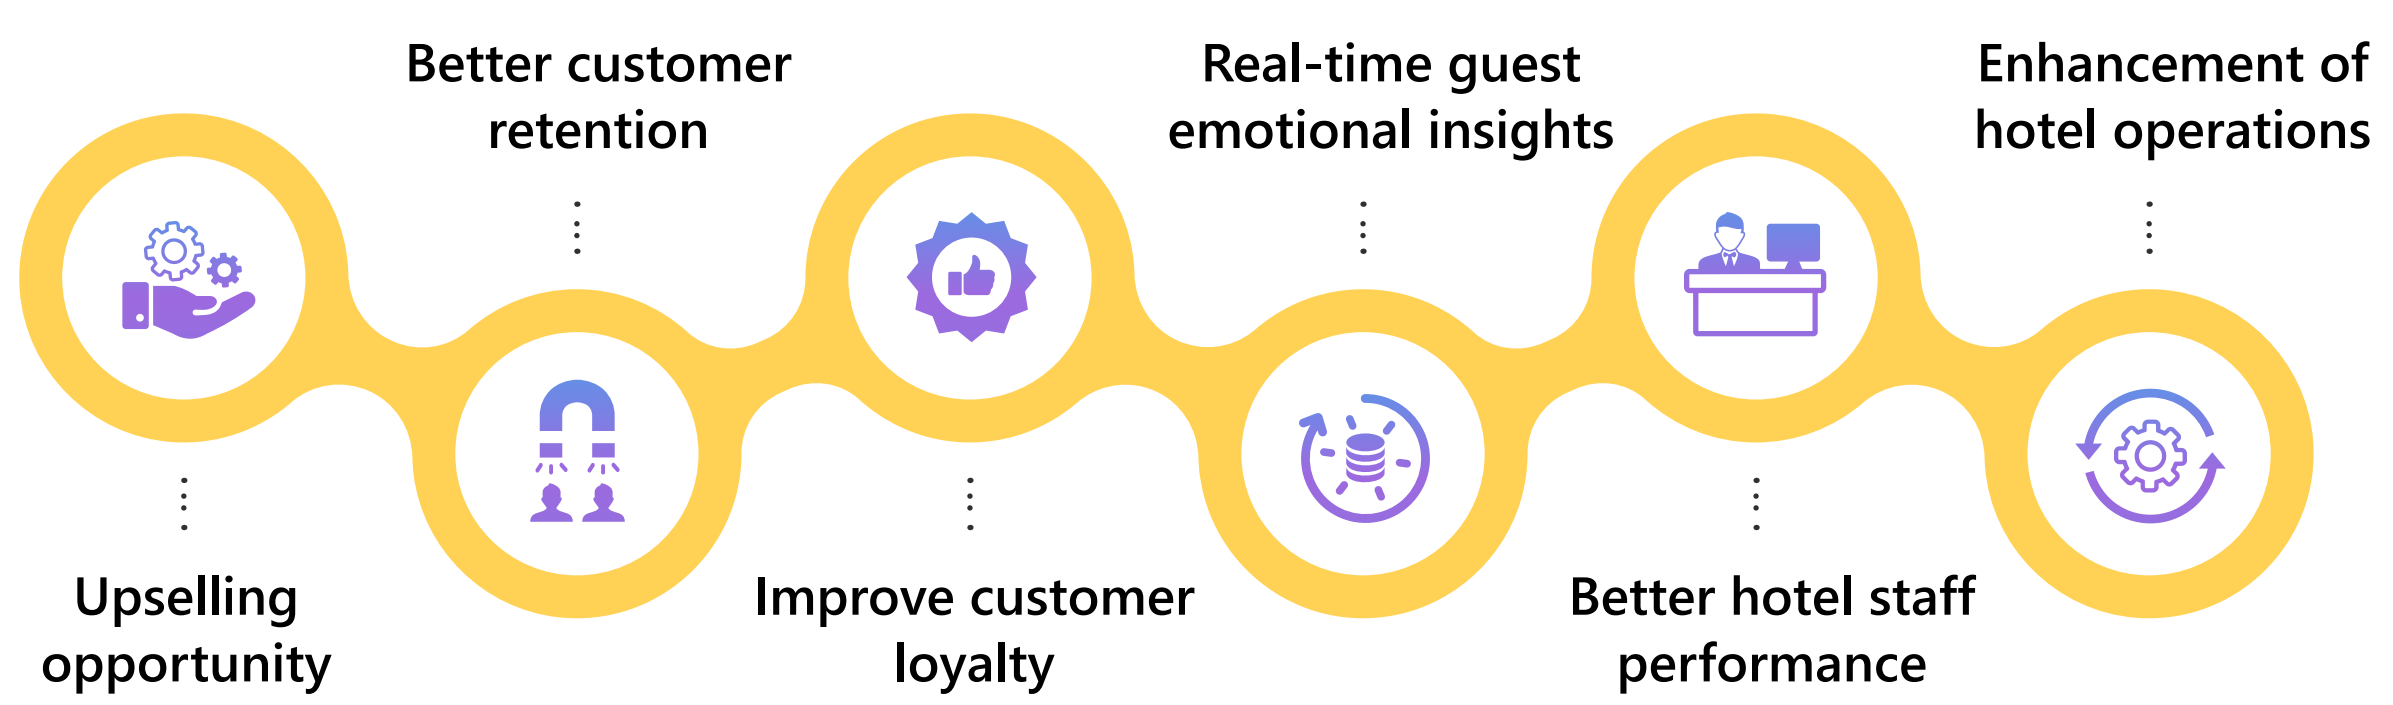 Upselling
opportunity
Better customer
retention
Improve customer
loyalty
Real-time guest
emotional insights
Better hotel staff
performance
Enhancement of
hotel operations